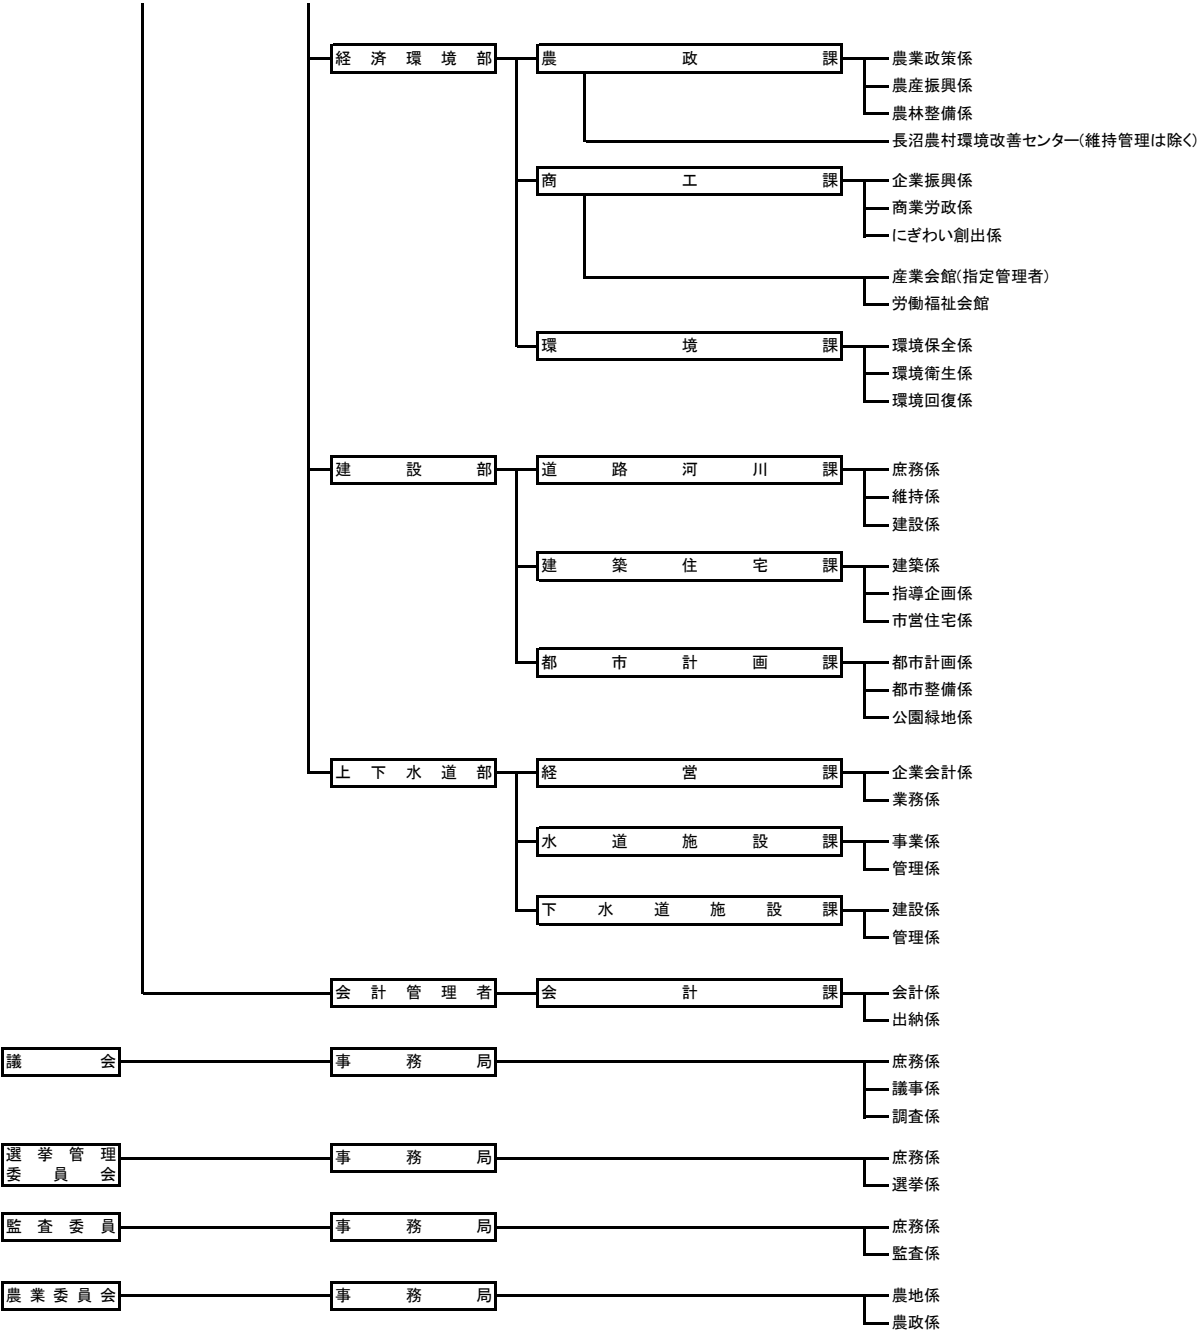 経済環境部 農政課 農業政策係
農産振興係
農林整備係
長沼農村環境改善センター(維持管理は除く)
商工課 企業振興係
商業労政係
にぎわい創出係
産業会館(指定管理者)
労働福祉会館
環境課 環境保全係
環境衛生係
環境回復係
建設部 道路河川課 庶務係
維持係
建設係
建築住宅課 建築係
指導企画係
市営住宅係
都市計画課 都市計画係
都市整備係
公園緑地係
上下水道部 経営課 企業会計係
業務係
水道施設課 事業係
管理係
下水道施設課 建設係
管理係
会計管理者 会計課 会計係
出納係
議会 事務局 庶務係
議事係
調査係
選挙管理
委員会 事務局 庶務係
選挙係
監査委員 事務局 庶務係
監査係
農業委員会 事務局 農地係
農政係